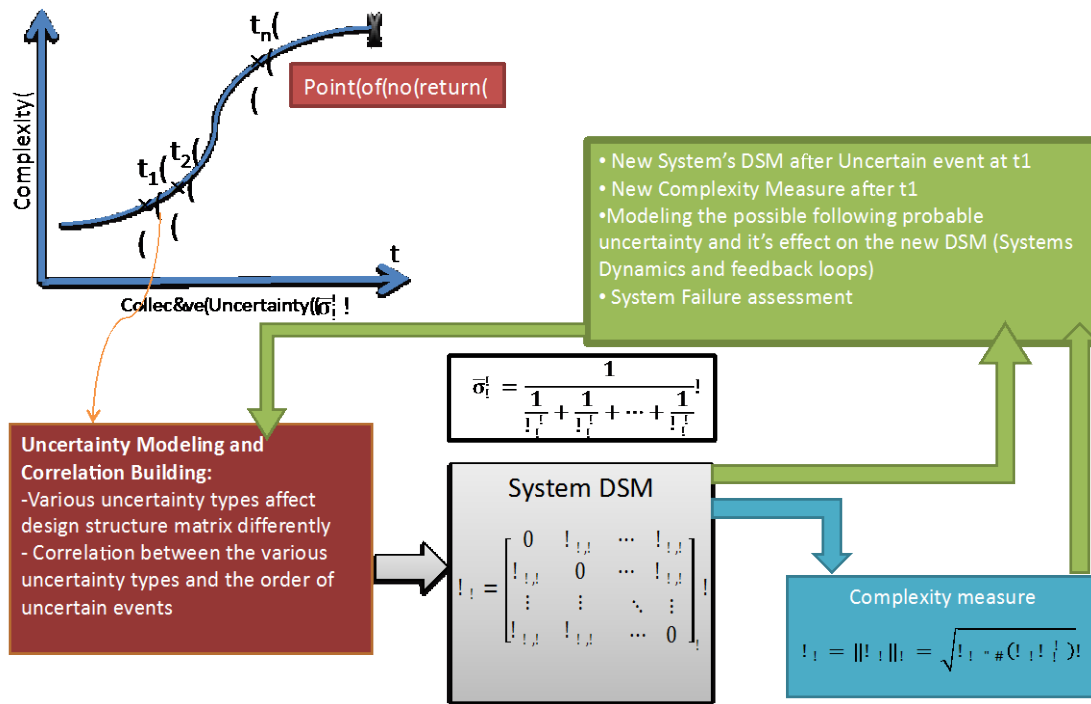 t_n(
(
Point(of(no(return(
Complexity(
t_1(
t_2(
(
(
t
Collec&ve(Uncertainty((σ̅!!!
• New System's DSM after Uncertain event at t1
• New Complexity Measure after t1
•Modeling the possible following probable
uncertainty and it's effect on the new DSM (Systems
Dynamics and feedback loops)
• System Failure assessment
σ̅!! = 1 / (1/!!! + 1/!!! + ⋯ + 1/!!!) !
Uncertainty Modeling and
Correlation Building:
-Various uncertainty types affect
design structure matrix differently
- Correlation between the various
uncertainty types and the order of
uncertain events
System DSM
0 !!,! ⋯ !!,!
!!,! 0 ⋯ !!,!
!! = ⋮ ⋮ ⋱ ⋮ !
!!,! !!,! ⋯ 0 !
Complexity measure
!! = ‖!!‖! = √!!"#(!!!!!)!